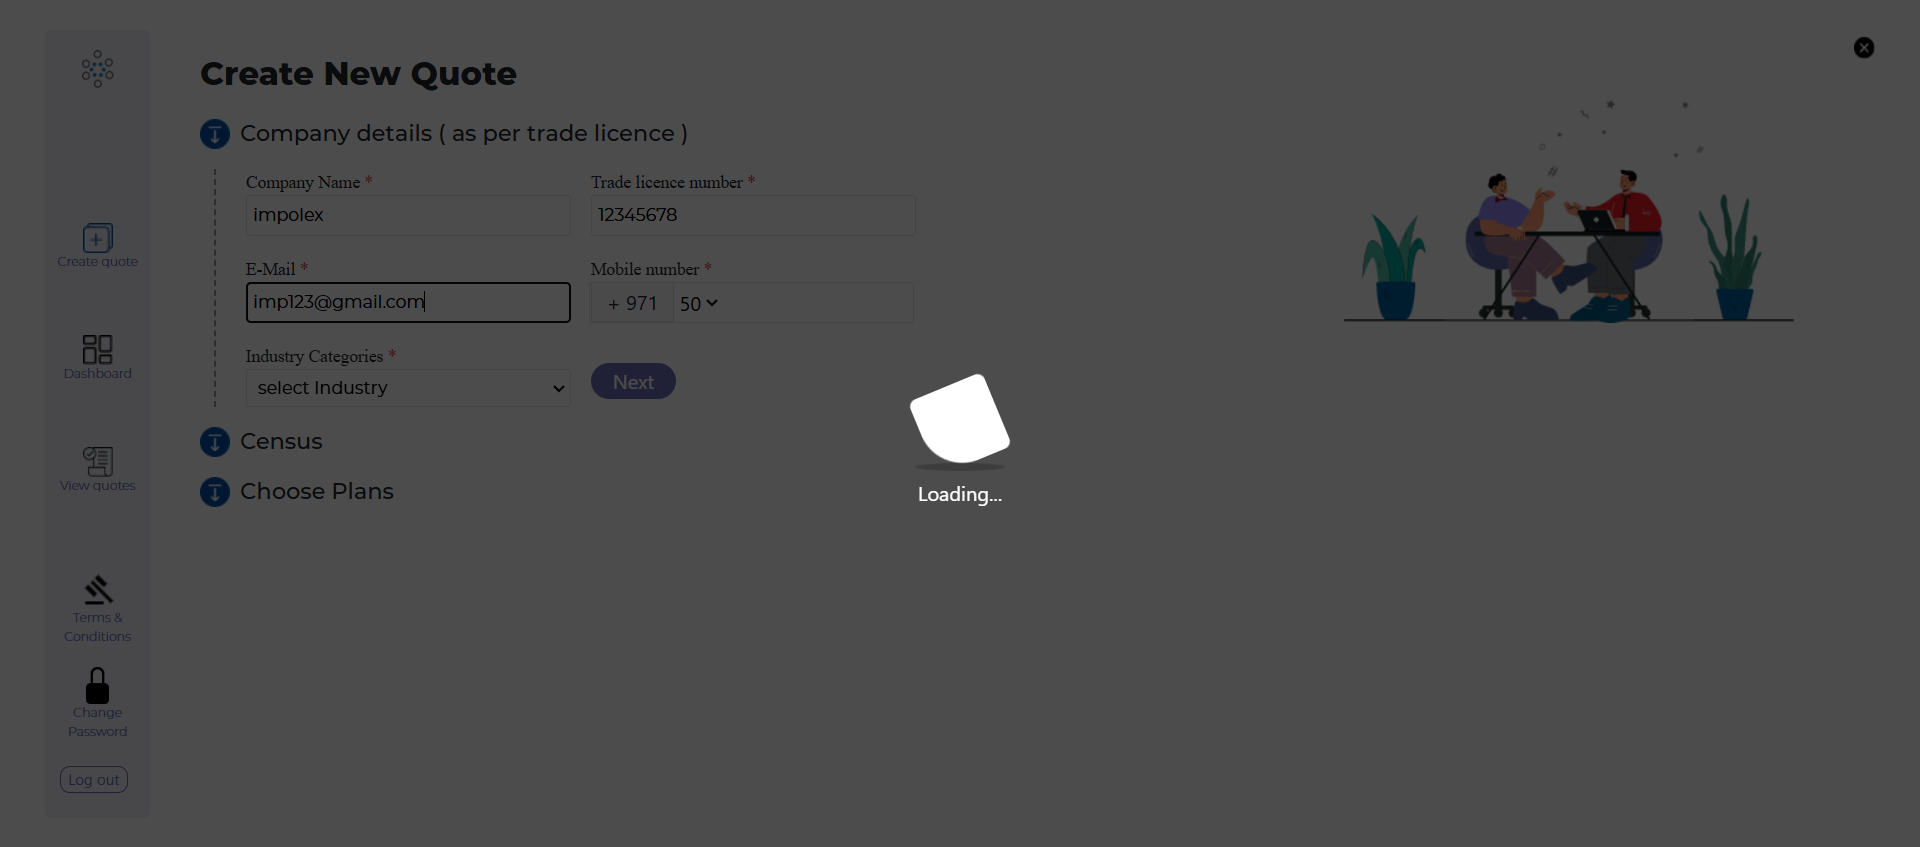 Create New Quote
Company details ( as per trade licence )
Company Name *
Trade licence number *
impolex
12345678
E-Mail *
Mobile number *
imp123@gmail.com
+ 971
50
Industry Categories *
select Industry
Next
Census
Choose Plans
Loading...
Create quote
Dashboard
View quotes
Terms &
Conditions
Change
Password
Log out